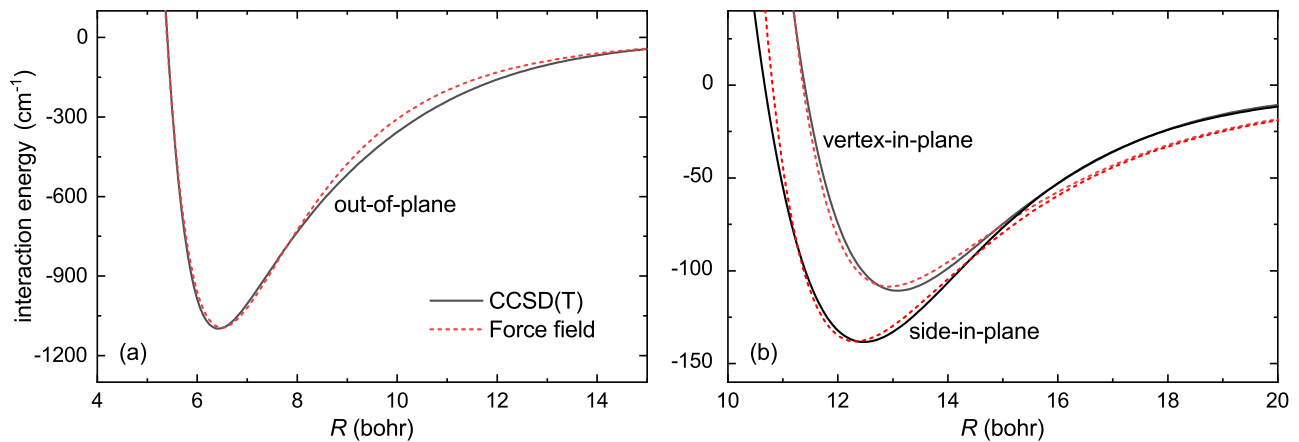 0
-300
-600
-900
-1200
interaction energy (cm⁻¹)
out-of-plane
CCSD(T)
Force field
(a)
4 6 8 10 12 14
R (bohr)
0
-50
-100
-150
vertex-in-plane
side-in-plane
(b)
10 12 14 16 18 20
R (bohr)